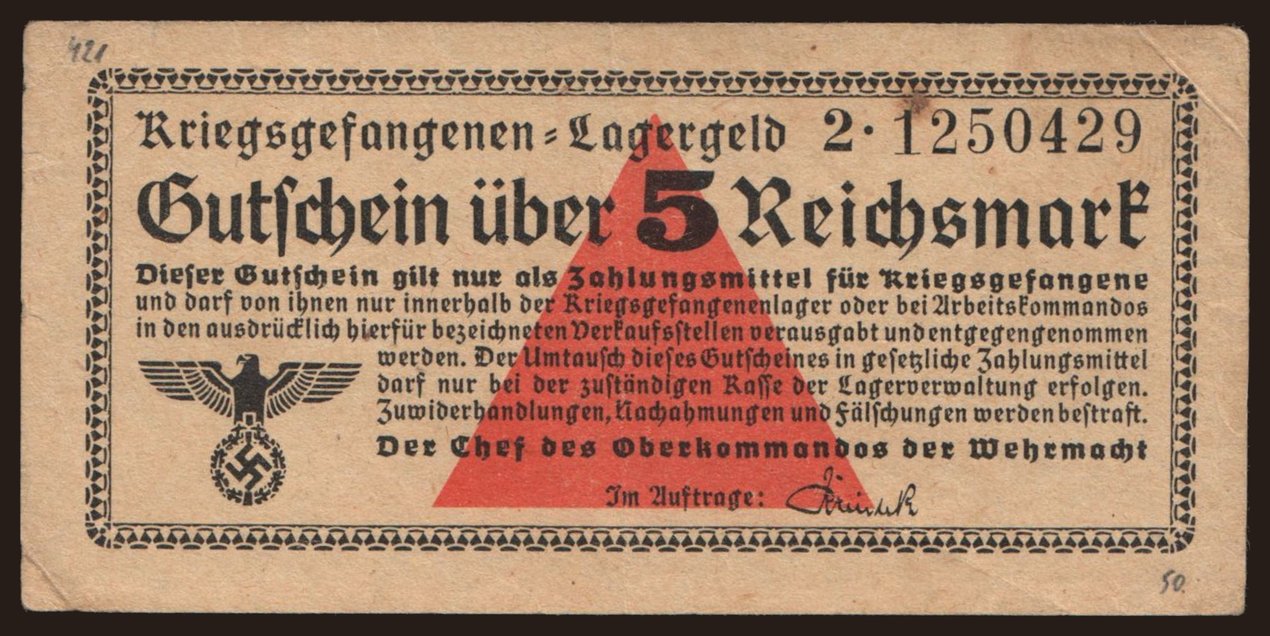 421
Kriegsgefangenen-Lagergeld 2·1250429
Gutschein über 5 Reichsmark
Dieser Gutschein gilt nur als Zahlungsmittel für Kriegsgefangene
und darf von ihnen nur innerhalb der Kriegsgefangenenlager oder bei Arbeitskommandos
in den ausdrücklich hierfür bezeichneten Verkaufsstellen verausgabt und entgegengenommen
werden. Der Umtausch dieses Gutscheines in gesetzliche Zahlungsmittel
darf nur bei der zuständigen Kasse der Lagerverwaltung erfolgen.
Zuwiderhandlungen, Nachahmungen und Fälschungen werden bestraft.
Der Chef des Oberkommandos der Wehrmacht
Im Auftrage:
50